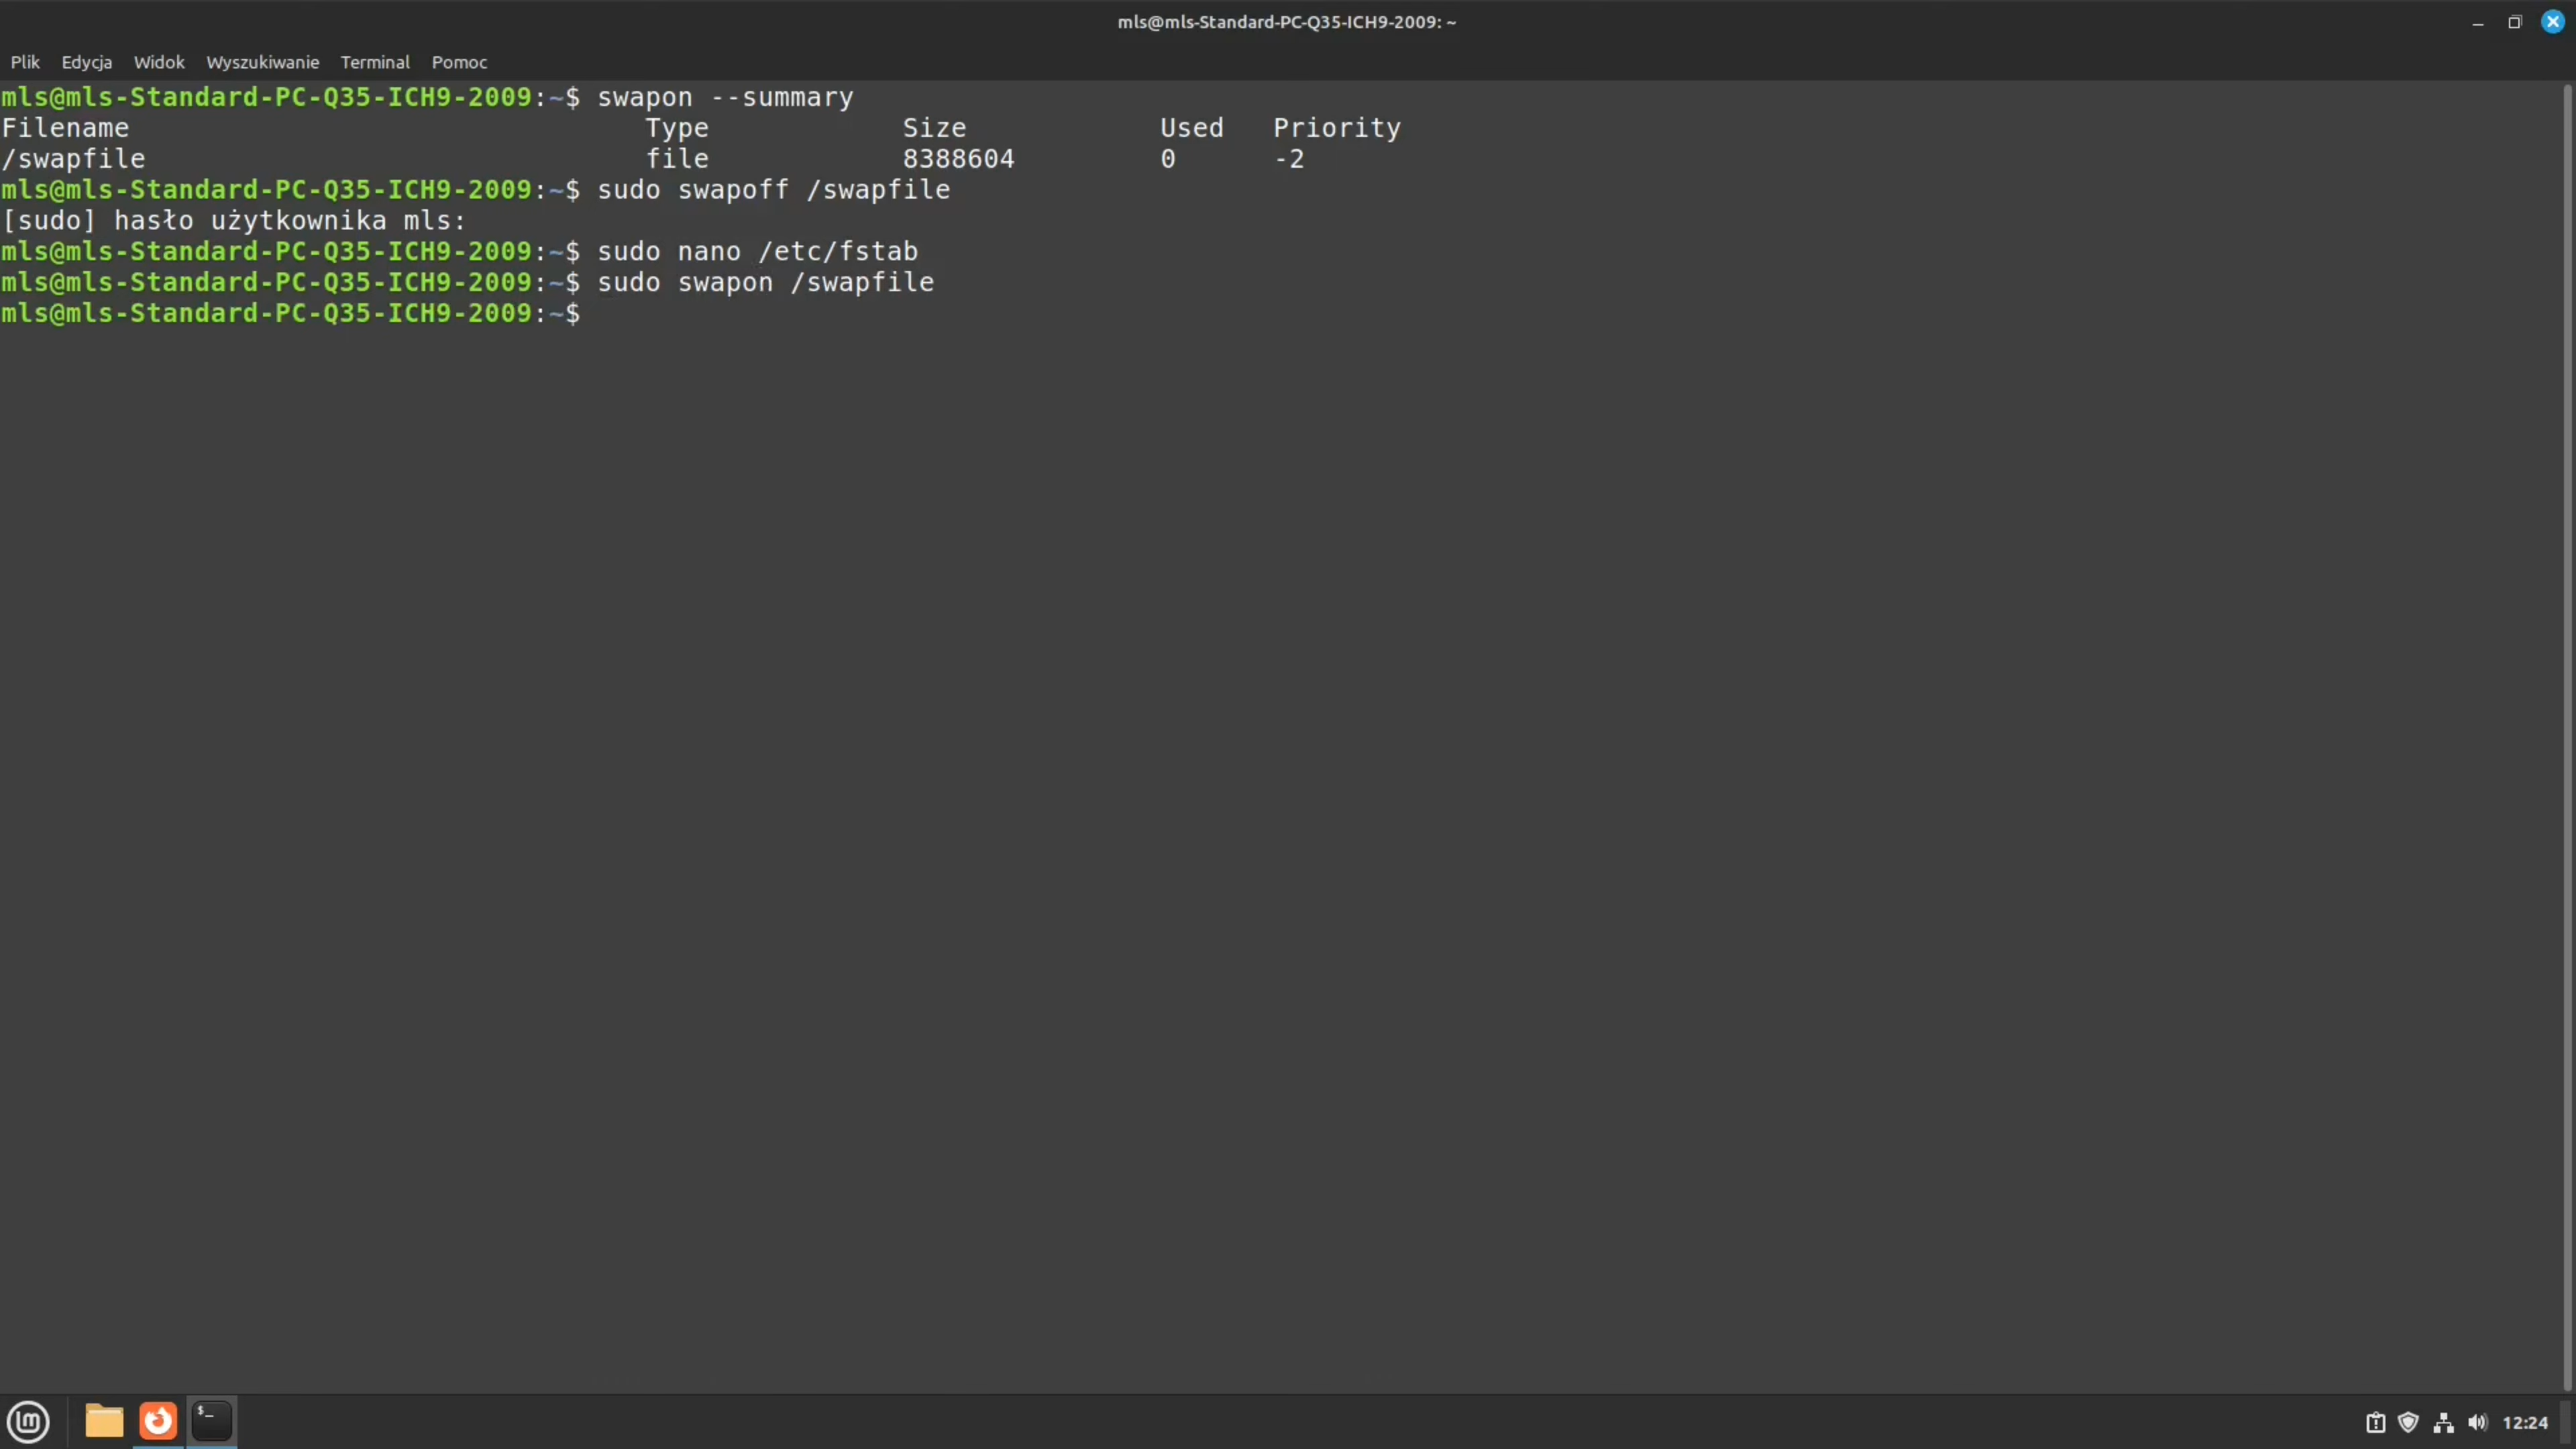 mls@mls-Standard-PC-Q35-ICH9-2009: ~
Plik Edycja Widok Wyszukiwanie Terminal Pomoc
mls@mls-Standard-PC-Q35-ICH9-2009:~$ swapon --summary
Filename Type Size Used Priority
/swapfile file 8388604 0 -2
mls@mls-Standard-PC-Q35-ICH9-2009:~$ sudo swapoff /swapfile
[sudo] hasło użytkownika mls:
mls@mls-Standard-PC-Q35-ICH9-2009:~$ sudo nano /etc/fstab
mls@mls-Standard-PC-Q35-ICH9-2009:~$ sudo swapon /swapfile
mls@mls-Standard-PC-Q35-ICH9-2009:~$
12:24